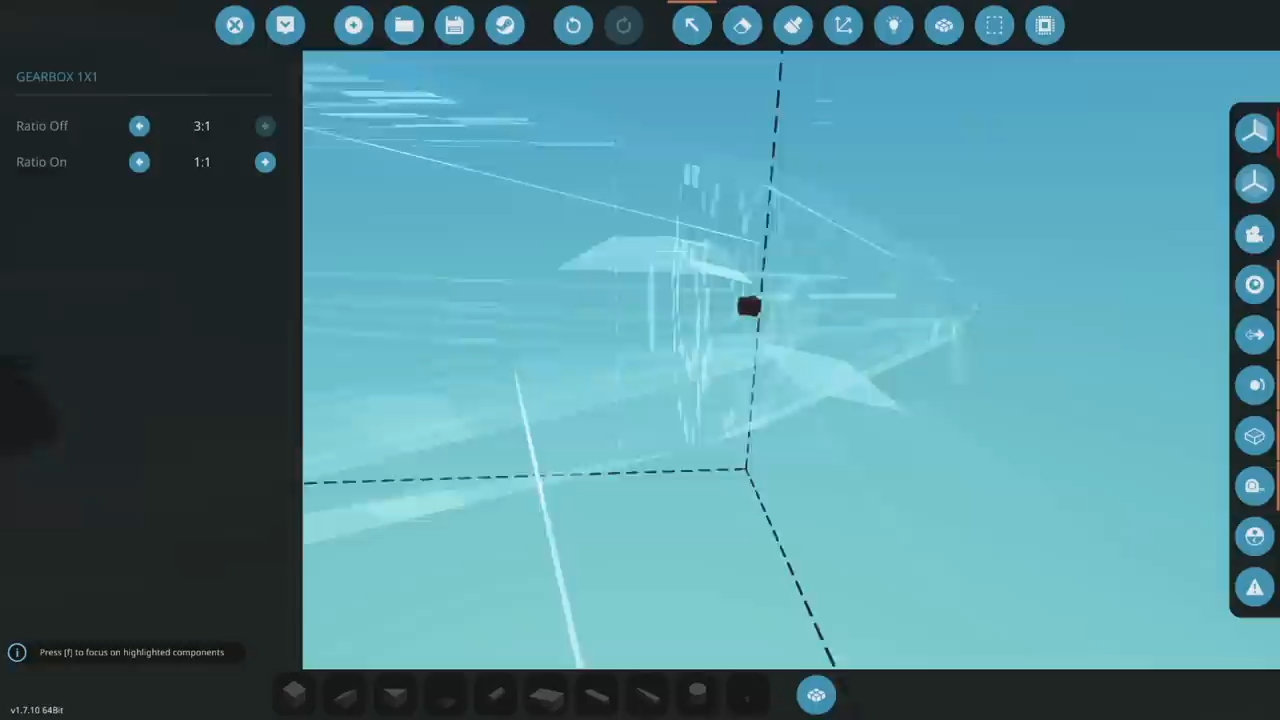 GEARBOX 1X1
Ratio Off 3:1
Ratio On 1:1
Press [f] to focus on highlighted components
v1.7.10 64Bit